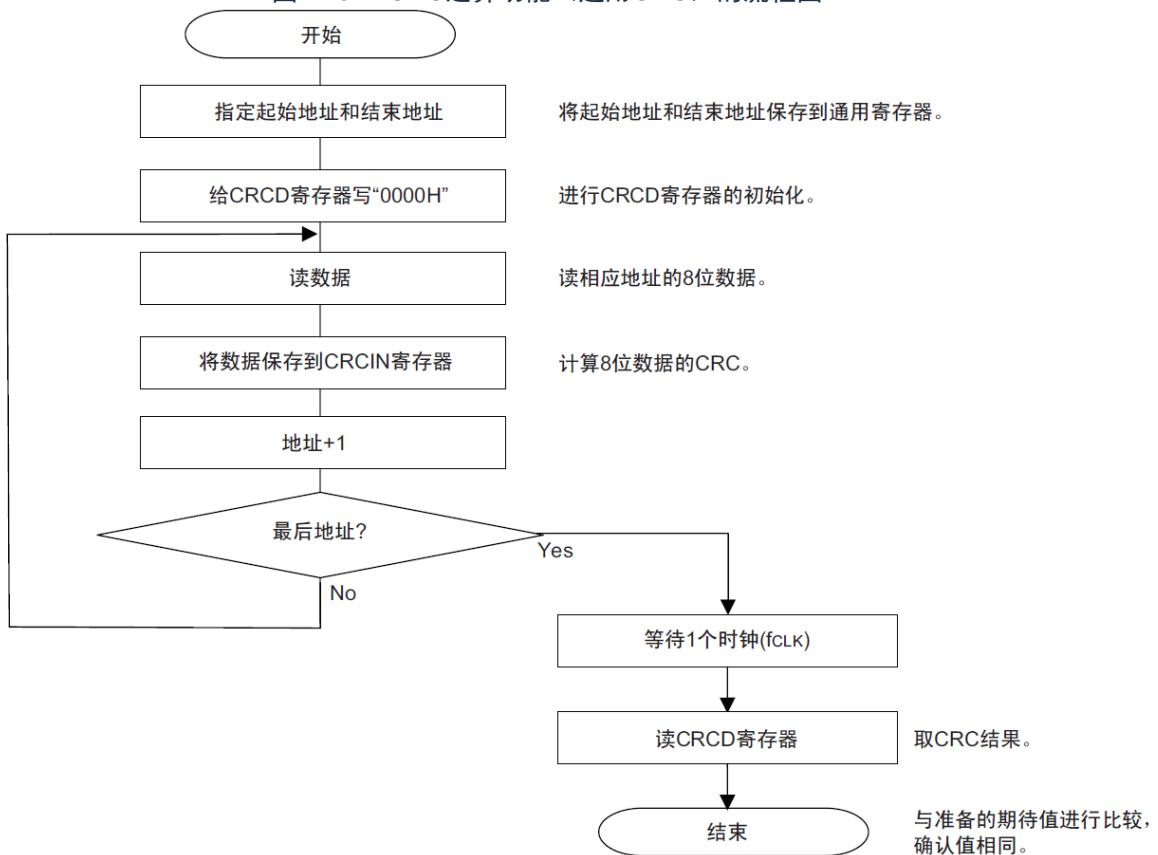 开始
指定起始地址和结束地址
将起始地址和结束地址保存到通用寄存器。
给CRCD寄存器写“0000H”
进行CRCD寄存器的初始化。
读数据
读相应地址的8位数据。
将数据保存到CRCIN寄存器
计算8位数据的CRC。
地址+1
最后地址?
Yes
No
等待1个时钟(fCLK)
读CRCD寄存器
取CRC结果。
结束
与准备的期待值进行比较，
确认值相同。